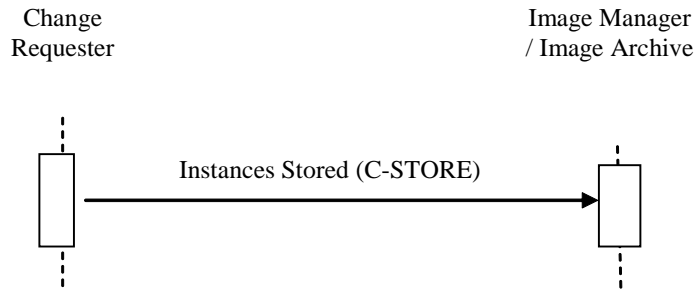 Change
Requester
Image Manager
/ Image Archive
Instances Stored (C-STORE)